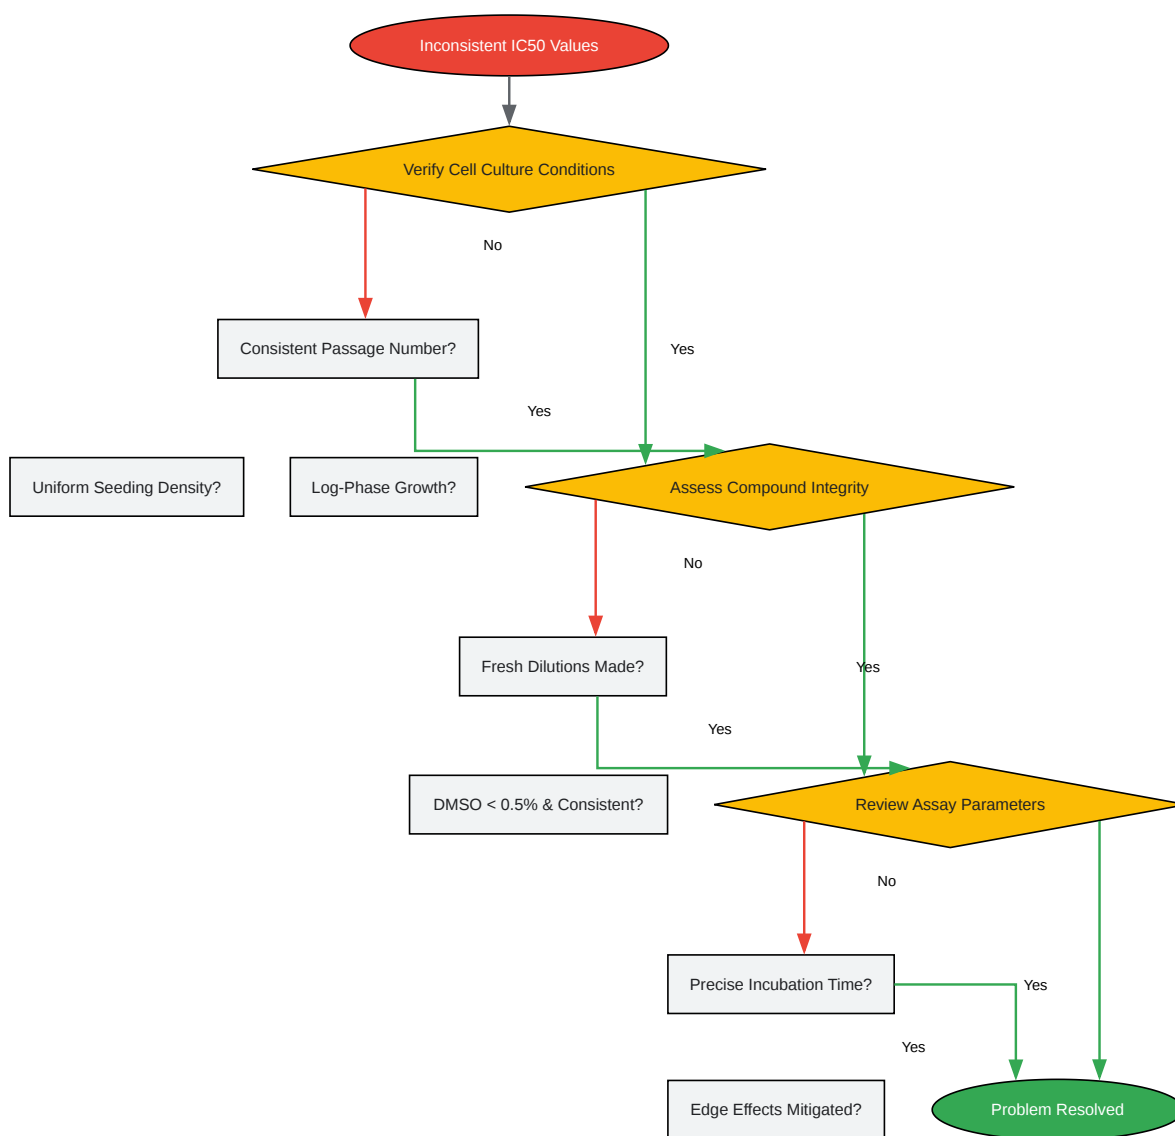 Inconsistent IC50 Values
Verify Cell Culture Conditions
No
Consistent Passage Number?
Yes
Yes
Uniform Seeding Density?
Log-Phase Growth?
Assess Compound Integrity
No
Fresh Dilutions Made?
Yes
Yes
DMSO < 0.5% & Consistent?
Review Assay Parameters
No
Precise Incubation Time?
Yes
Yes
Edge Effects Mitigated?
Problem Resolved